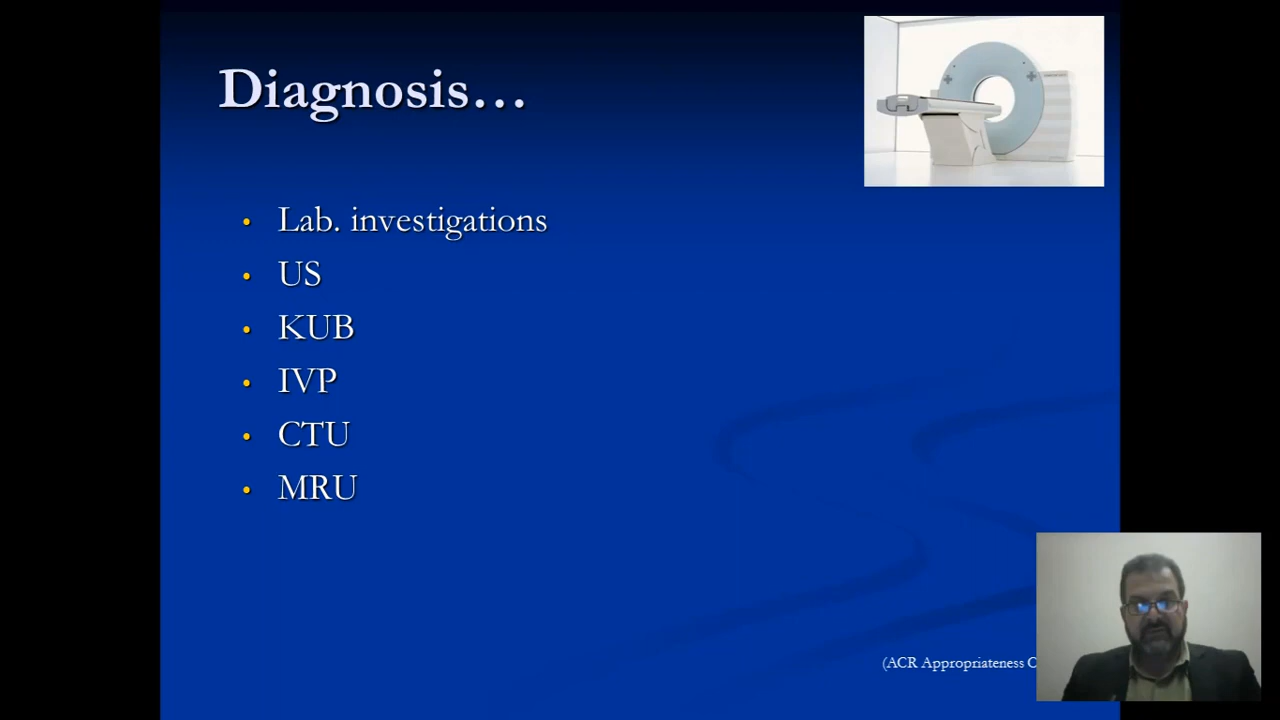 Diagnosis…
• Lab. investigations
• US
• KUB
• IVP
• CTU
• MRU
(ACR Appropriateness